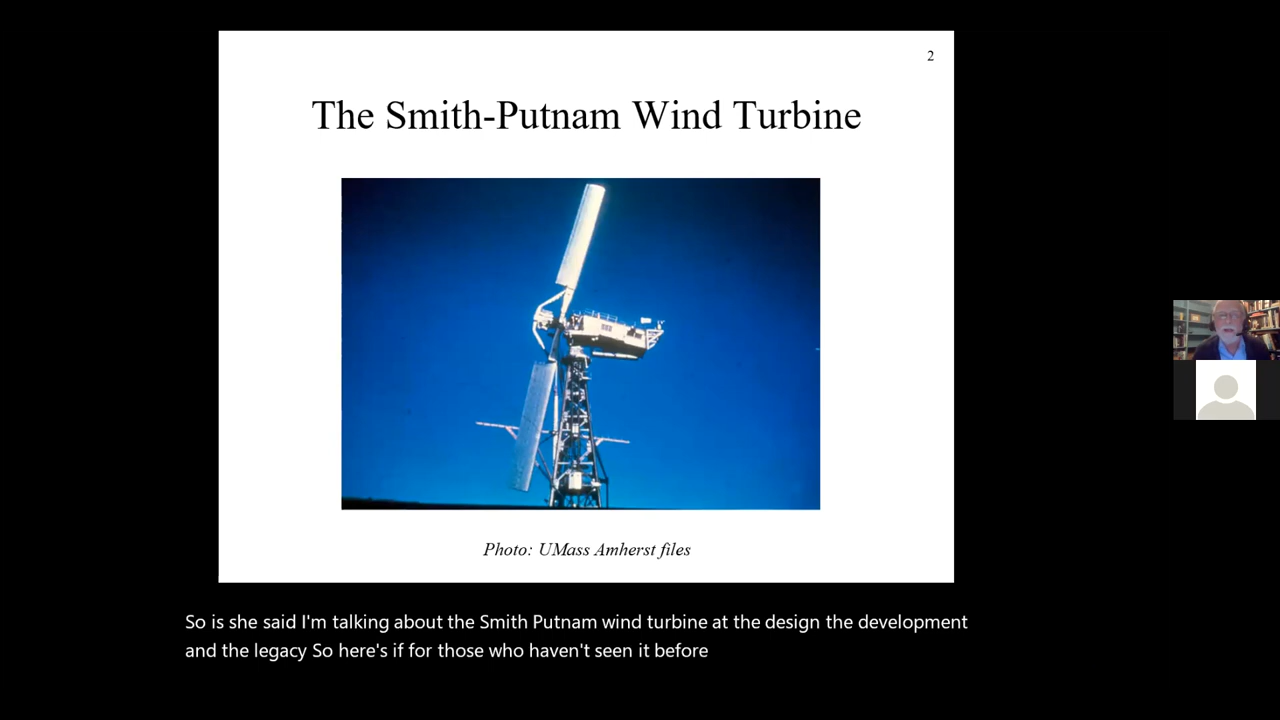 2
The Smith-Putnam Wind Turbine
Photo: UMass Amherst files
So is she said I'm talking about the Smith Putnam wind turbine at the design the development
and the legacy So here's if for those who haven't seen it before